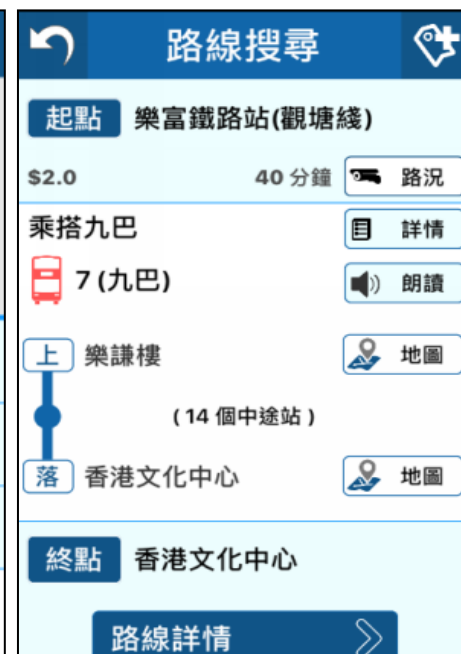 路線搜尋
起點 樂富鐵路站(觀塘綫)
$2.0 40 分鐘 路況
乘搭九巴 詳情
7 (九巴) 朗讀
上 樂謙樓 地圖
( 14 個中途站 )
落 香港文化中心 地圖
終點 香港文化中心
路線詳情